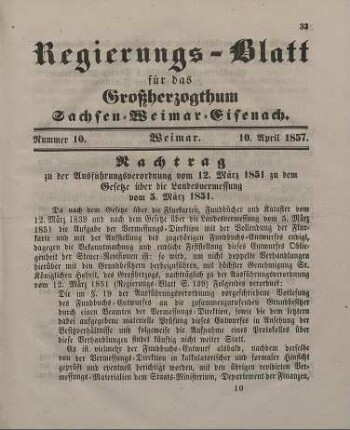 33
Regierungs-Blatt
für das
Großherzogthum
Sachsen-Weimar-Eisenach.
Nummer 10. Weimar. 10. April 1857.
Nachtrag
zu der Ausführungsverordnung vom 12. März 1851 zu dem
Gesetze über die Landesvermessung
vom 5. März 1851.
Da nach dem Gesetze über die Flurkarten, Fundbücher und Kataster vom
12. März 1839 und nach dem Gesetze über die Landesvermessung vom 5. März
1851 die Aufgabe der Vermessungs-Direktion mit der Vollendung der Flur-
karte und mit der Aufstellung des zugehörigen Fundbuchs-Entwurfs endigt,
dagegen die Bekanntmachung und endliche Feststellung dieses Entwurfes Oblie-
genheit der Steuer-Revisionen ist: so wird, um nicht doppelte Verhandlungen
hierüber den Grundbesitzern herbeizuführen, mit höchster Genehmigung Sr.
Königlichen Hoheit, des Großherzogs, nachträglich zu der Ausführungsverordnung vom
12. März 1851 (Regierungs-Blatt S. 139) Folgendes verordnet:
Die im § 19 der Ausführungsverordnung vorgeschriebene Vorlesung
des Fundbuchs-Entwurfes an die zusammenberufenen Grundbesitzer
durch einen Beamten der Vermessungs-Direktion, sowie die dem letztern
dabei aufgegebene materielle Prüfung dieses Entwurfes in Ansehung der
Besitzverhältnisse und folgeweise die Aufnahme eines Protokolles über
diese Verhandlungen findet künftig nicht weiter Statt.
Es ist vielmehr der Fundbuchs-Entwurf alsbald, nachdem derselbe
von der Vermessungs-Direktion in kalkulatorischer und formaler Hinsicht
geprüft und eventuell berichtigt worden, mit den übrigen revidirten Ver-
messungs-Materialien dem Staats-Ministerium, Departement der Finanzen,
10